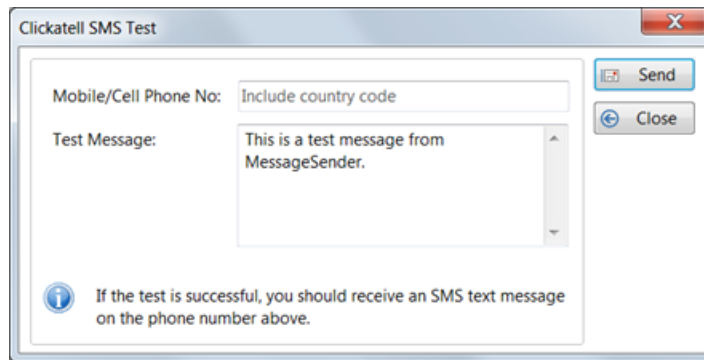 Clickatell SMS Test
Mobile/Cell Phone No: Include country code
Test Message: This is a test message from
MessageSender.
If the test is successful, you should receive an SMS text message
on the phone number above.
Send
Close